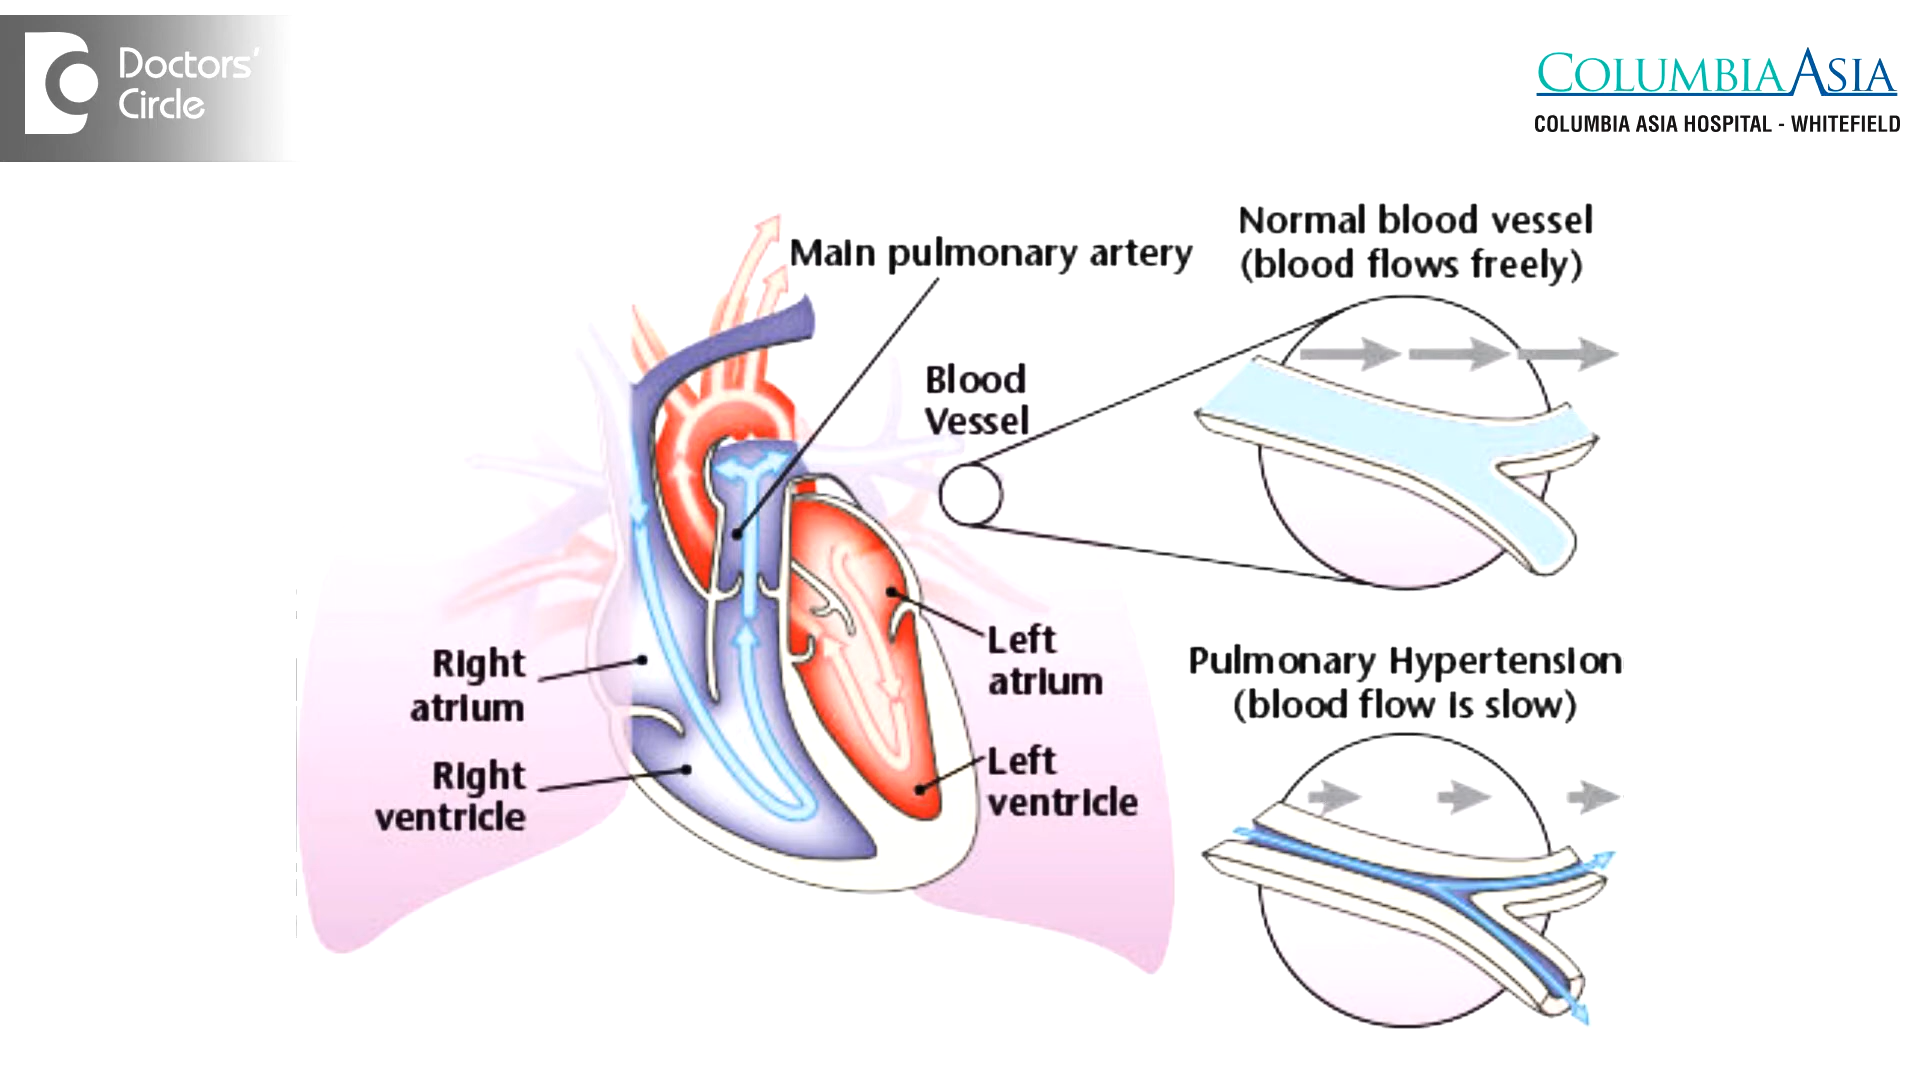 Doctors'
Circle
COLUMBIA ASIA
COLUMBIA ASIA HOSPITAL - WHITEFIELD
Main pulmonary artery
Normal blood vessel
(blood flows freely)
Blood
Vessel
Right
atrium
Right
ventricle
Left
atrium
Left
ventricle
Pulmonary Hypertension
(blood flow is slow)